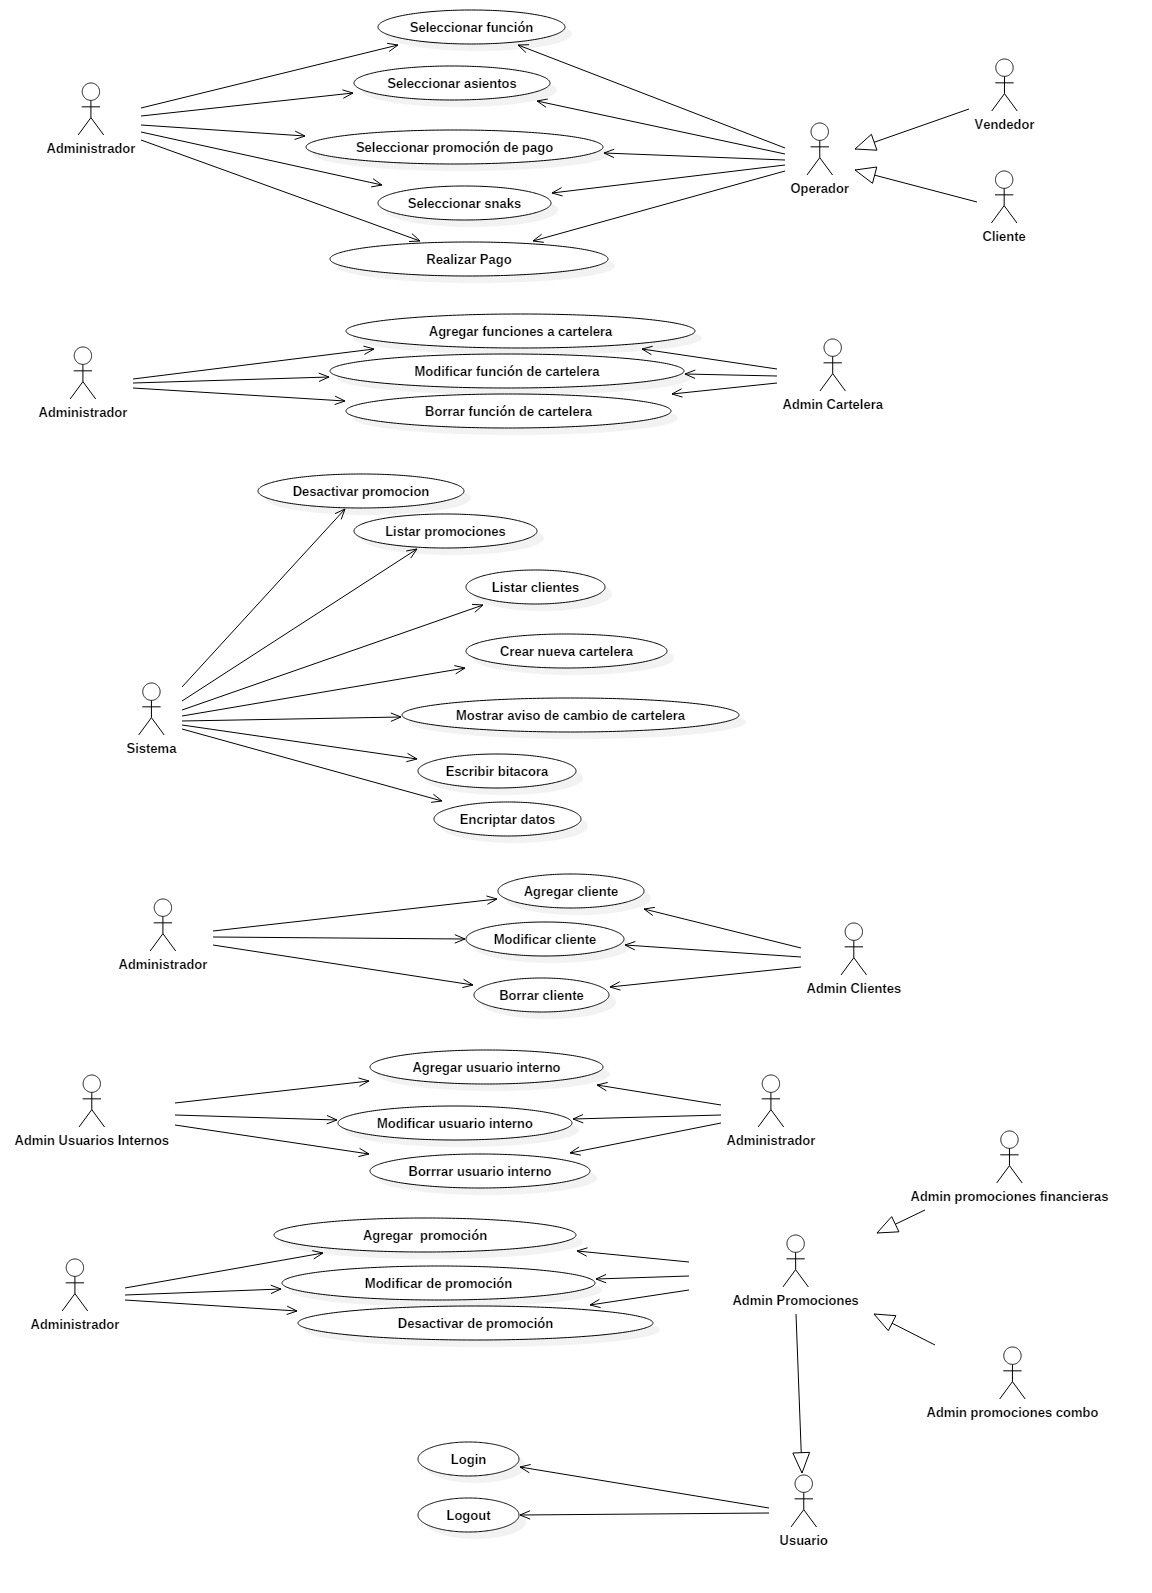 Seleccionar función
Seleccionar asientos
Seleccionar promoción de pago
Seleccionar snaks
Realizar Pago
Administrador
Operador
Vendedor
Cliente
Agregar funciones a cartelera
Modificar función de cartelera
Borrar función de cartelera
Administrador
Admin Cartelera
Desactivar promocion
Listar promociones
Listar clientes
Crear nueva cartelera
Mostrar aviso de cambio de cartelera
Escribir bitacora
Encriptar datos
Sistema
Agregar cliente
Modificar cliente
Borrar cliente
Administrador
Admin Clientes
Agregar usuario interno
Modificar usuario interno
Borrrar usuario interno
Admin Usuarios Internos
Administrador
Admin promociones financieras
Agregar  promoción
Modificar de promoción
Desactivar de promoción
Administrador
Admin Promociones
Admin promociones combo
Login
Logout
Usuario